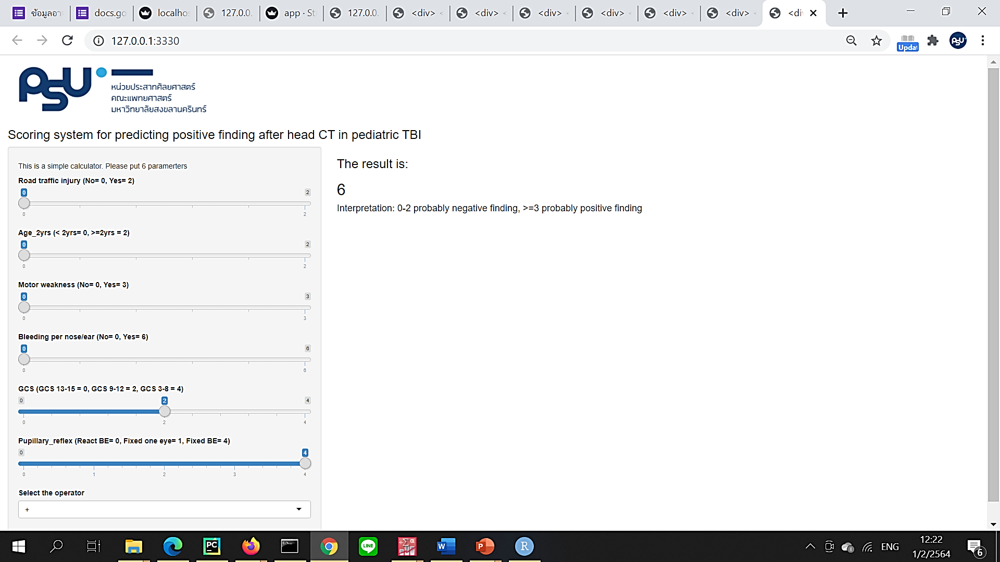 ข้อมูลอา
docs.go
localhos
127.0.0.
app · St
127.0.0.
<div>
<div>
<div>
<div>
<div>
<div>
<di
127.0.0.1:3330
Updat
PSU
PSU
หน่วยประสาทศัลยศาสตร์
คณะแพทยศาสตร์
มหาวิทยาลัยสงขลานครินทร์
Scoring system for predicting positive finding after head CT in pediatric TBI
This is a simple calculator. Please put 6 paramerters
Road traffic injury (No= 0, Yes= 2)
0 2
0 2
Age_2yrs (< 2yrs= 0, >=2yrs = 2)
0 2
0 2
Motor weakness (No= 0, Yes= 3)
0 3
0 3
Bleeding per nose/ear (No= 0, Yes= 6)
0 6
0 6
GCS (GCS 13-15 = 0, GCS 9-12 = 2, GCS 3-8 = 4)
0 2 4
0 2 4
Pupillary_reflex (React BE= 0, Fixed one eye= 1, Fixed BE= 4)
0 4
0 1 2 3 4
Select the operator
+
The result is:
6
Interpretation: 0-2 probably negative finding, >=3 probably positive finding
PC
LINE
W
P
R
ENG
12:22
1/2/2564
6